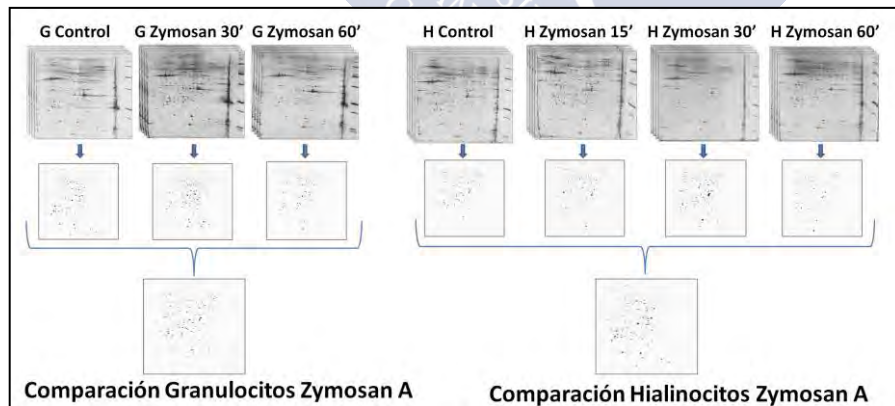 G Control G Zymosan 30' G Zymosan 60' H Control H Zymosan 15' H Zymosan 30' H Zymosan 60'
Comparación Granulocitos Zymosan A Comparación Hialinocitos Zymosan A